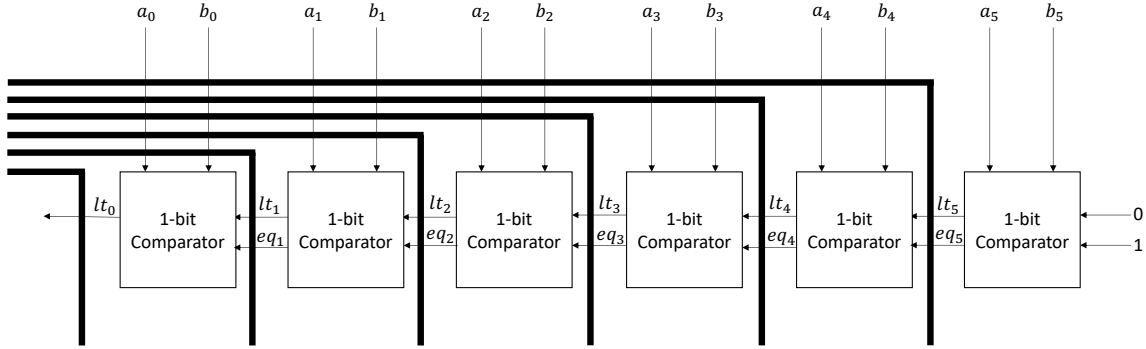 a₀ b₀ a₁ b₁ a₂ b₂ a₃ b₃ a₄ b₄ a₅ b₅
lt₀ lt₁ lt₂ lt₃ lt₄ lt₅ 0
1-bit 1-bit 1-bit 1-bit 1-bit 1-bit
Comparator Comparator Comparator Comparator Comparator Comparator
eq₁ eq₂ eq₃ eq₄ eq₅ 1